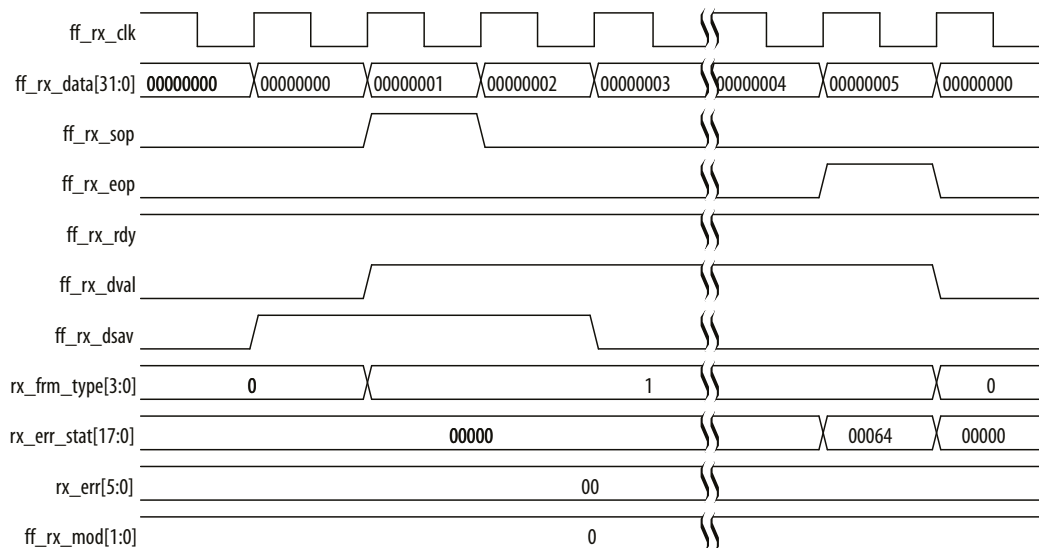 ff_rx_clk
ff_rx_data[31:0] 00000000 00000000 00000001 00000002 00000003 00000004 00000005 00000000
ff_rx_sop
ff_rx_eop
ff_rx_rdy
ff_rx_dval
ff_rx_dsav
rx_frm_type[3:0] 0 1 0
rx_err_stat[17:0] 00000 00064 00000
rx_err[5:0] 00
ff_rx_mod[1:0] 0